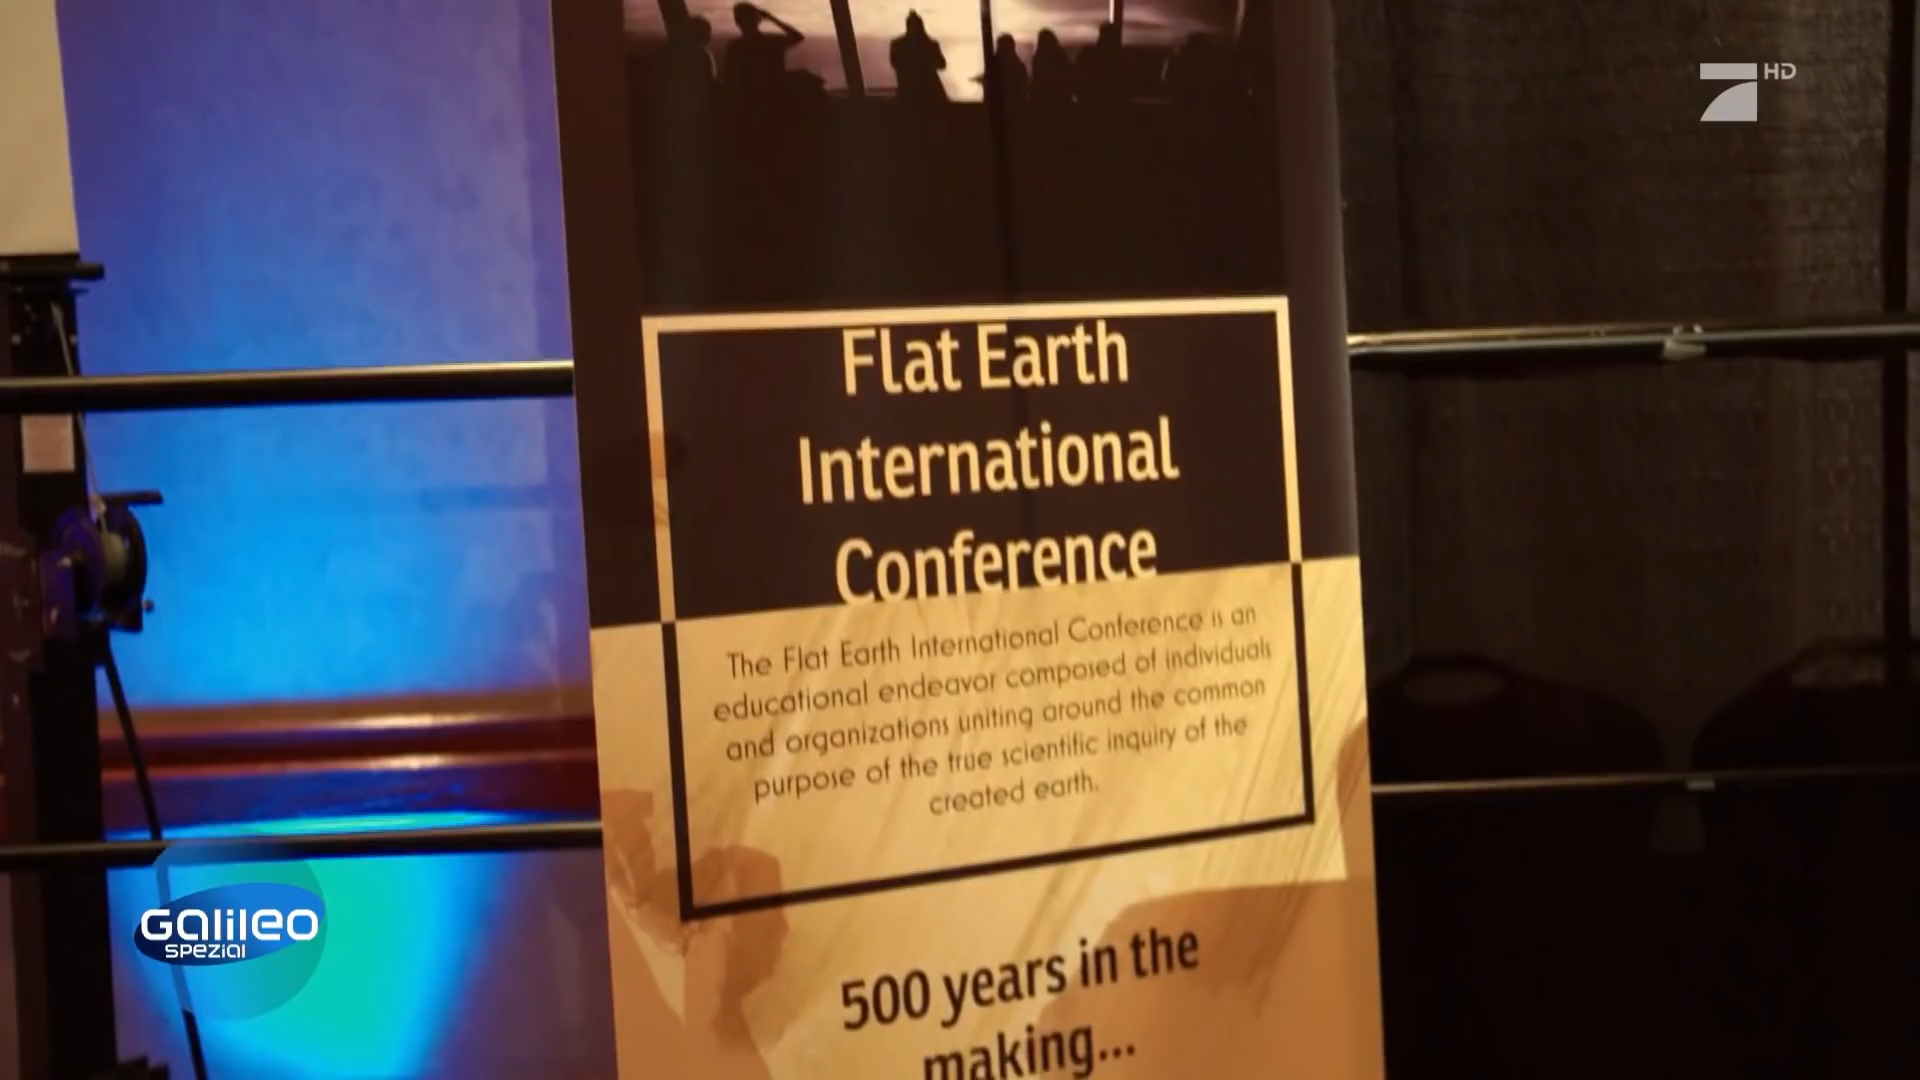 HD
Flat Earth
International
Conference
The Flat Earth International Conference is an
educational endeavor composed of individuals
and organizations uniting around the common
purpose of the true scientific inquiry of the
created earth.
500 years in the
making...
Galileo
SPEZIAL